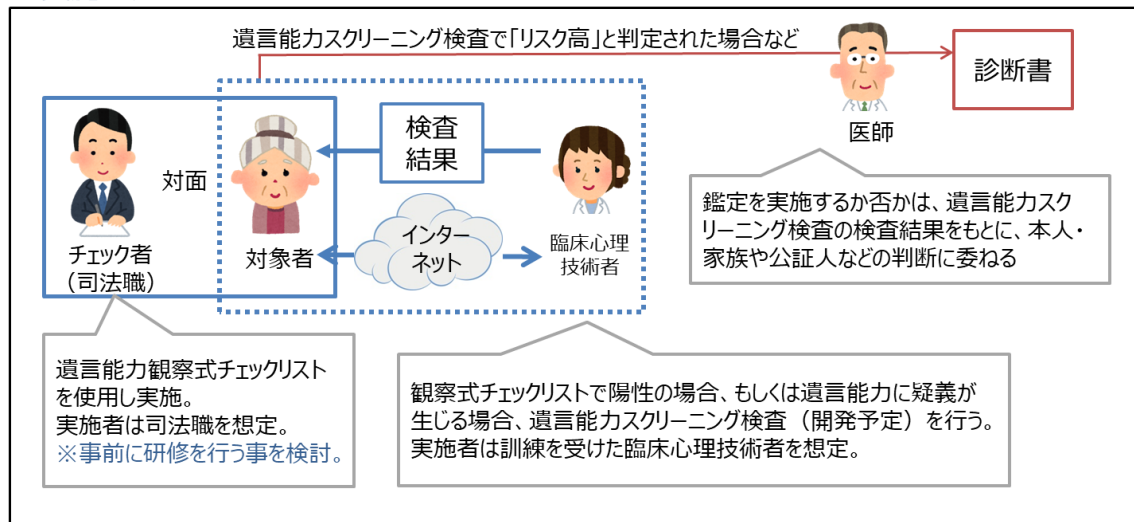 遺言能力スクリーニング検査で「リスク高」と判定された場合など
診断書
医師
検査
結果
対面
チェック者
（司法職）
対象者
インター
ネット
臨床心理
技術者
鑑定を実施するか否かは、遺言能力スク
リーニング検査の検査結果をもとに、本人・
家族や公証人などの判断に委ねる
遺言能力観察式チェックリスト
を使用し実施。
実施者は司法職を想定。
※事前に研修を行う事を検討。
観察式チェックリストで陽性の場合、もしくは遺言能力に疑義が
生じる場合、遺言能力スクリーニング検査（開発予定）を行う。
実施者は訓練を受けた臨床心理技術者を想定。